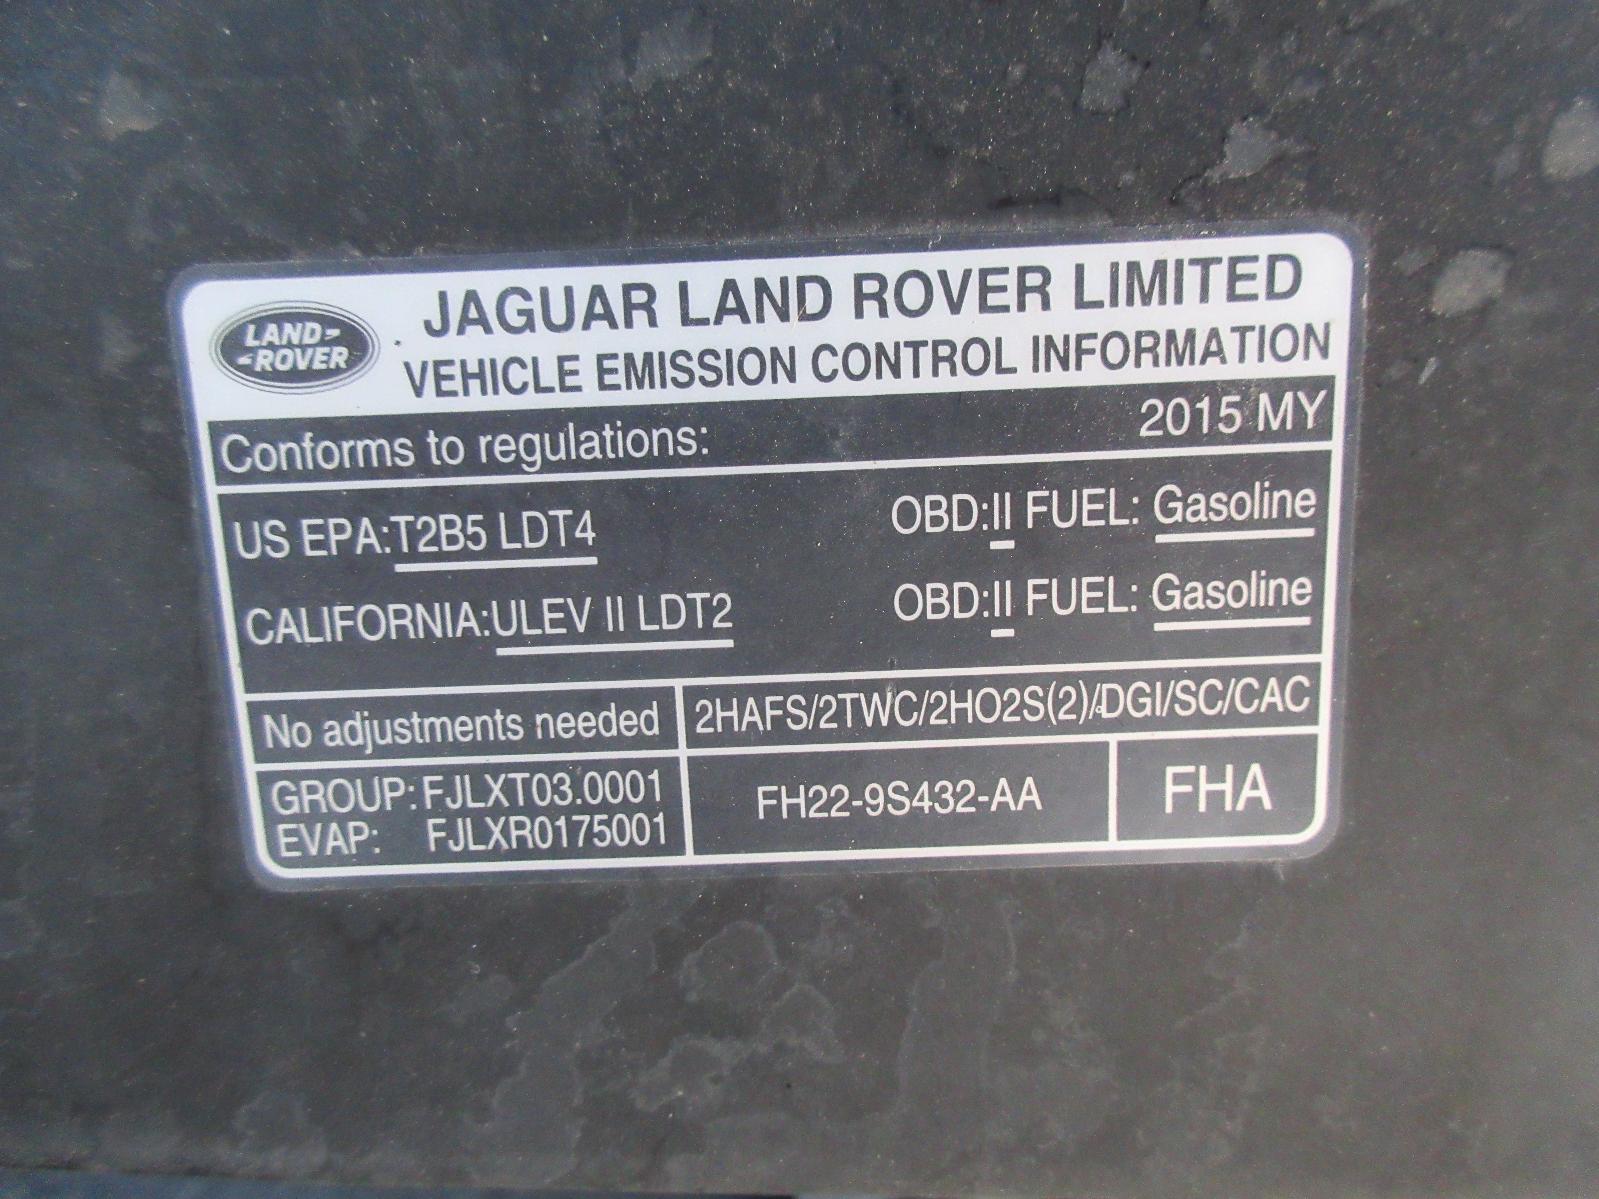 LAND-
-ROVER
JAGUAR LAND ROVER LIMITED
VEHICLE EMISSION CONTROL INFORMATION
Conforms to regulations: 2015 MY
US EPA:T2B5 LDT4 OBD:II FUEL: Gasoline
CALIFORNIA:ULEV II LDT2 OBD:II FUEL: Gasoline
No adjustments needed 2HAFS/2TWC/2HO2S(2)/DGI/SC/CAC
GROUP: FJLXT03.0001
EVAP: FJLXR0175001
FH22-9S432-AA
FHA